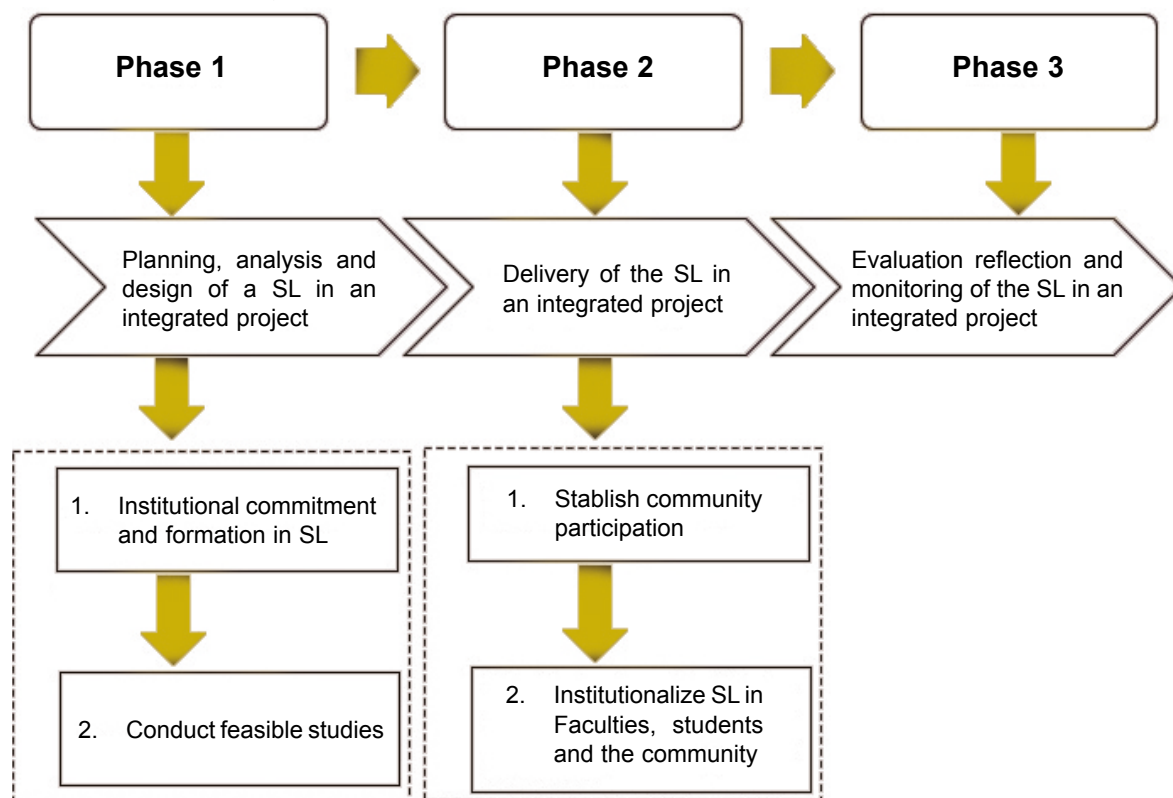 Phase 1
Phase 2
Phase 3
Planning, analysis and
design of a SL in an
integrated project
Delivery of the SL in
an integrated project
Evaluation reflection and
monitoring of the SL in an
integrated project
1. Institutional commitment
and formation in SL
2. Conduct feasible studies
1. Stablish community
participation
2. Institutionalize SL in
Faculties, students
and the community